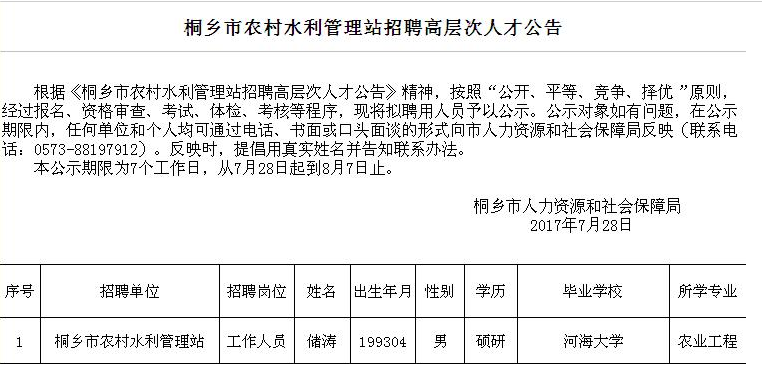 桐乡市农村水利管理站招聘高层次人才公告
根据《桐乡市农村水利管理站招聘高层次人才公告》精神，按照“公开、平等、竞争、择优”原则，
经过报名、资格审查、考试、体检、考核等程序，现将拟聘用人员予以公示。公示对象如有问题，在公示
期限内，任何单位和个人均可通过电话、书面或口头面谈的形式向市人力资源和社会保障局反映（联系电
话：0573-88197912）。反映时，提倡用真实姓名并告知联系办法。
本公示期限为7个工作日，从7月28日起到8月7日止。
桐乡市人力资源和社会保障局
2017年7月28日
序号 招聘单位 招聘岗位 姓名 出生年月 性别 学历 毕业学校 所学专业
1 桐乡市农村水利管理站 工作人员 储涛 199304 男 硕研 河海大学 农业工程